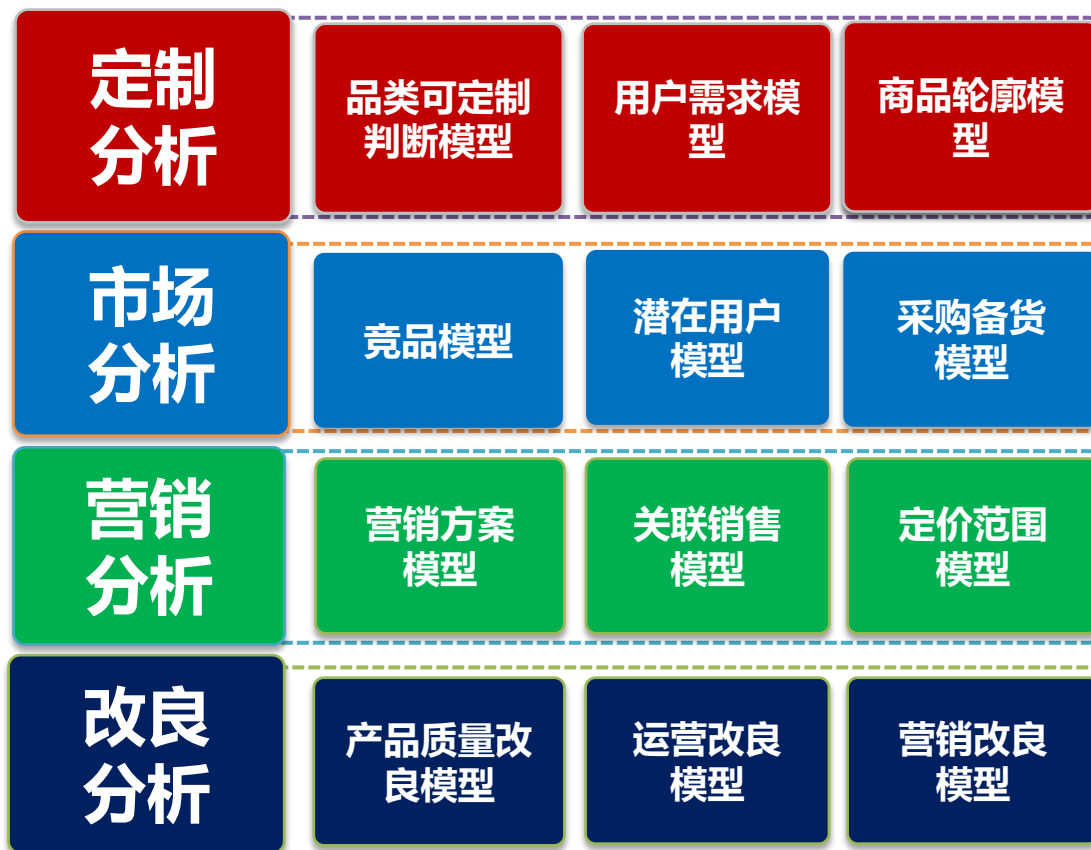 定制
分析
品类可定制
判断模型
用户需求模
型
商品轮廓模
型
市场
分析
竞品模型
潜在用户
模型
采购备货
模型
营销
分析
营销方案
模型
关联销售
模型
定价范围
模型
改良
分析
产品质量改
良模型
运营改良
模型
营销改良
模型